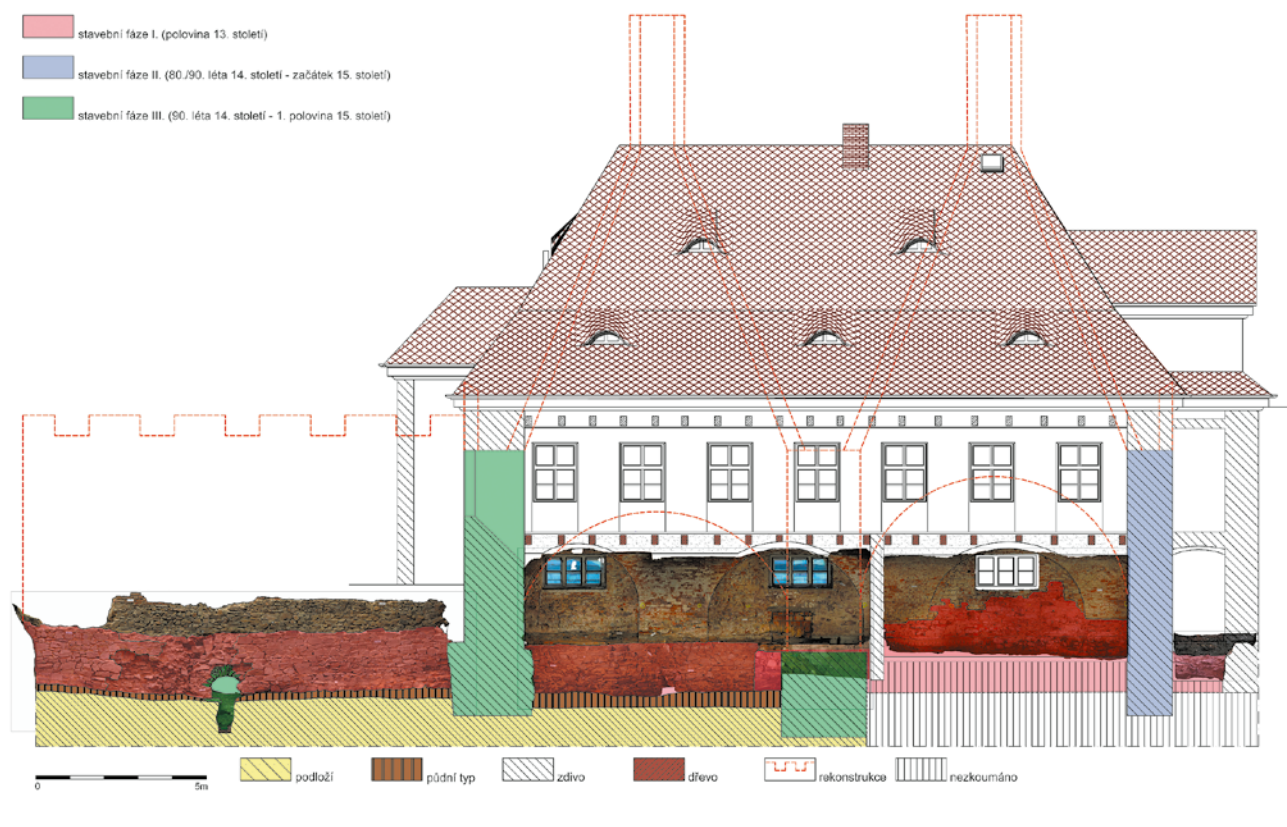 stavební fáze I. (polovina 13. století)
stavební fáze II. (80./90. léta 14. století - začátek 15. století)
stavební fáze III. (90. léta 14. století - 1. polovina 15. století)
podloží
půdní typ
zdivo
dřevo
rekonstrukce
nezkoumáno
0 5m